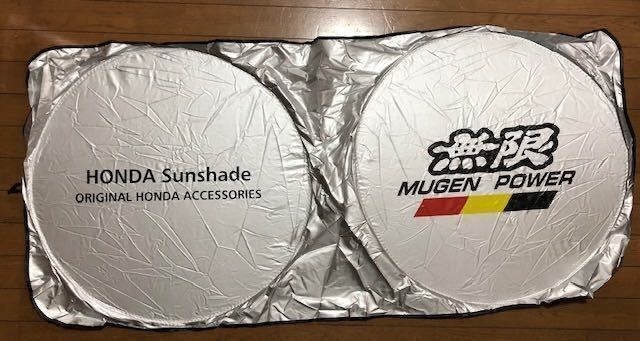 HONDA Sunshade
ORIGINAL HONDA ACCESSORIES
無限
MUGEN POWER